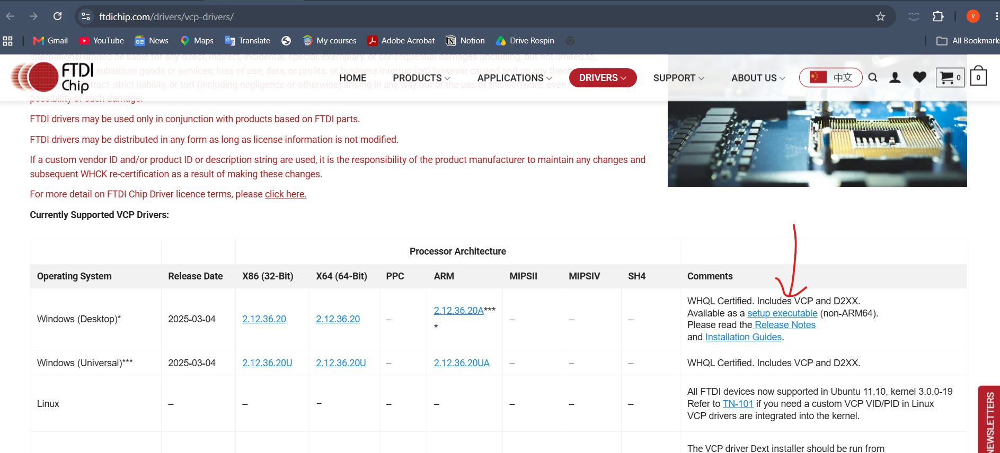 ftdichip.com/drivers/vcp-drivers/
V
Gmail YouTube News Maps Translate My courses Adobe Acrobat Notion Drive Rospin All Bookmarks
international limited be liable for any direct, indirect, incidental, special, exemplary, or consequential damages (including, but not limited to,
substitute goods or services; loss of use, data, or profits; or business interruption) however caused and on any theory of
contract, strict liability, or tort (including negligence or otherwise) arising in any way out of the use of this software, even
possibility of such damage.
FTDI
Chip
HOME PRODUCTS APPLICATIONS DRIVERS SUPPORT ABOUT US 中文 0 0
FTDI drivers may be used only in conjunction with products based on FTDI parts.
FTDI drivers may be distributed in any form as long as license information is not modified.
If a custom vendor ID and/or product ID or description string are used, it is the responsibility of the product manufacturer to maintain any changes and
subsequent WHCK re-certification as a result of making these changes.
For more detail on FTDI Chip Driver licence terms, please click here.
Currently Supported VCP Drivers:
Processor Architecture
Operating System Release Date X86 (32-Bit) X64 (64-Bit) PPC ARM MIPSII MIPSIV SH4 Comments
Windows (Desktop)* 2025-03-04 2.12.36.20 2.12.36.20 – 2.12.36.20A**** – – – WHQL Certified. Includes VCP and D2XX.
Available as a setup executable (non-ARM64).
Please read the Release Notes
and Installation Guides.
Windows (Universal)*** 2025-03-04 2.12.36.20U 2.12.36.20U – 2.12.36.20UA – – – WHQL Certified. Includes VCP and D2XX.
Linux – – – – – – – – All FTDI devices now supported in Ubuntu 11.10, kernel 3.0.0-19
Refer to TN-101 if you need a custom VCP VID/PID in Linux
VCP drivers are integrated into the kernel.
The VCP driver Dext installer should be run from
NEWSLETTERS